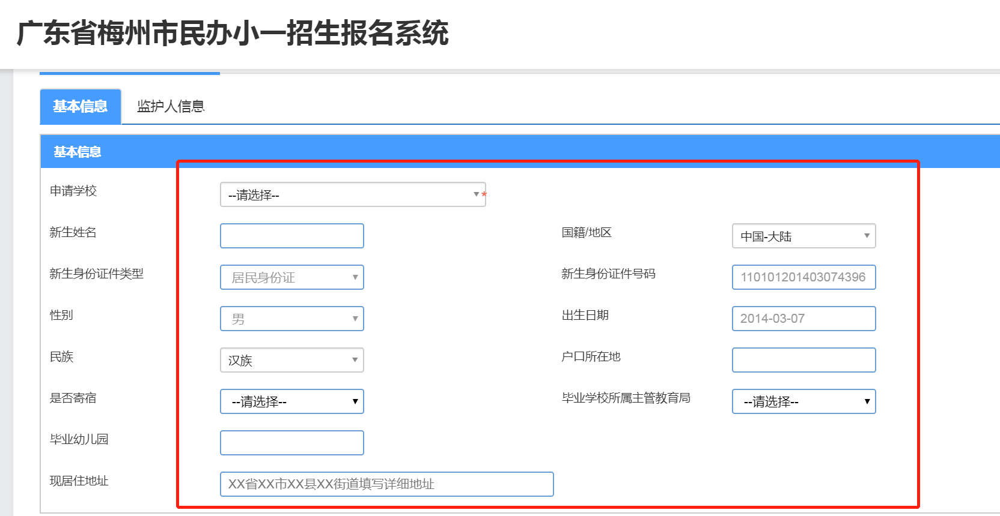 广东省梅州市民办小一招生报名系统
基本信息 监护人信息
基本信息
申请学校 --请选择-- *
新生姓名 国籍/地区 中国-大陆
新生身份证件类型 居民身份证 新生身份证件号码 110101201403074396
性别 男 出生日期 2014-03-07
民族 汉族 户口所在地
是否寄宿 --请选择-- 毕业学校所属主管教育局 --请选择--
毕业幼儿园
现居住地址 XX省XX市XX县XX街道填写详细地址